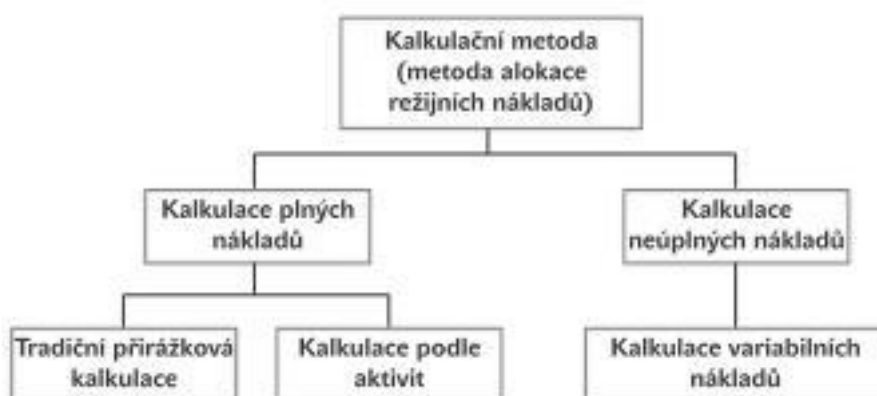 Kalkulační metoda
(metoda alokace
režijních nákladů)
Kalkulace plných
nákladů
Kalkulace
neúplných nákladů
Tradiční přirážková
kalkulace
Kalkulace podle
aktivit
Kalkulace variabilních
nákladů